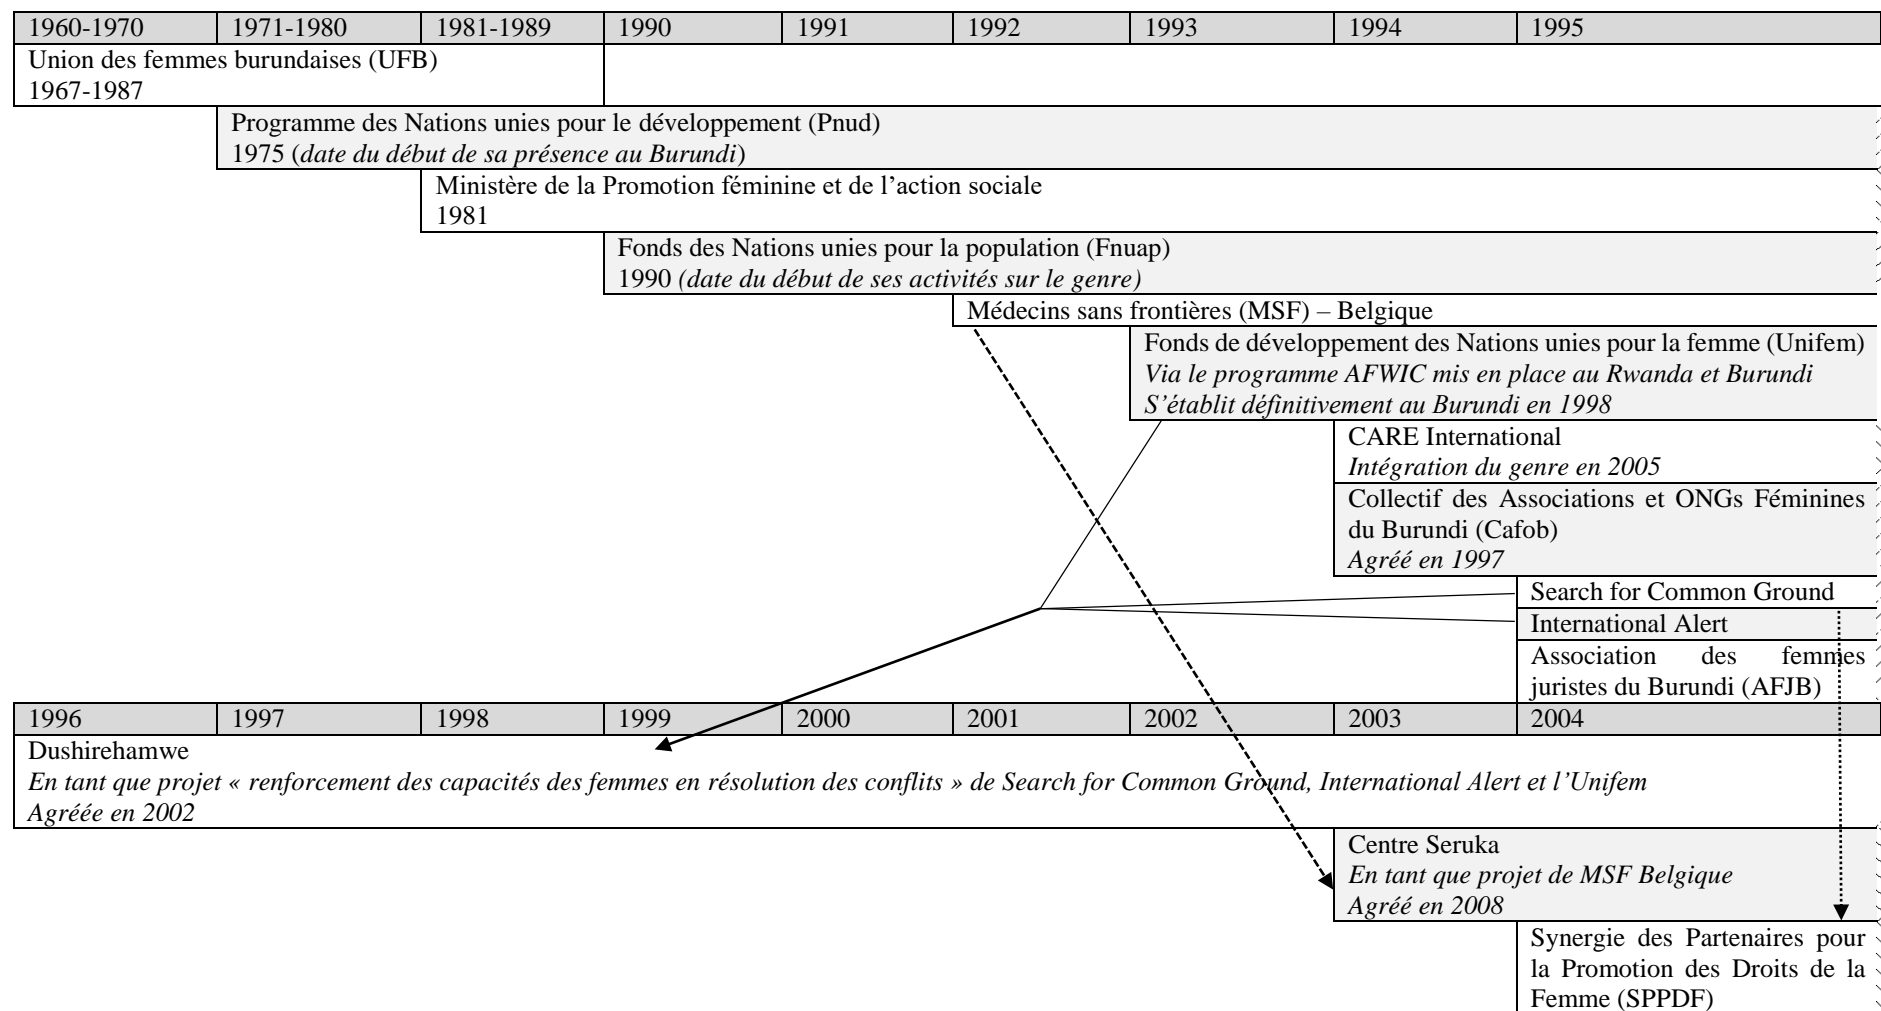 1960-1970 1971-1980 1981-1989 1990 1991 1992 1993 1994 1995
Union des femmes burundaises (UFB)
1967-1987
Programme des Nations unies pour le développement (Pnud)
1975 (date du début de sa présence au Burundi)
Ministère de la Promotion féminine et de l’action sociale
1981
Fonds des Nations unies pour la population (Fnuap)
1990 (date du début de ses activités sur le genre)
Médecins sans frontières (MSF) – Belgique
Fonds de développement des Nations unies pour la femme (Unifem)
Via le programme AFWIC mis en place au Rwanda et Burundi
S’établit définitivement au Burundi en 1998
CARE International
Intégration du genre en 2005
Collectif des Associations et ONGs Féminines
du Burundi (Cafob)
Agréé en 1997
Search for Common Ground
International Alert
Association des femmes
juristes du Burundi (AFJB)
1996 1997 1998 1999 2000 2001 2002 2003 2004
Dushirehamwe
En tant que projet « renforcement des capacités des femmes en résolution des conflits » de Search for Common Ground, International Alert et l’Unifem
Agréée en 2002
Centre Seruka
En tant que projet de MSF Belgique
Agréé en 2008
Synergie des Partenaires pour
la Promotion des Droits de la
Femme (SPPDF)